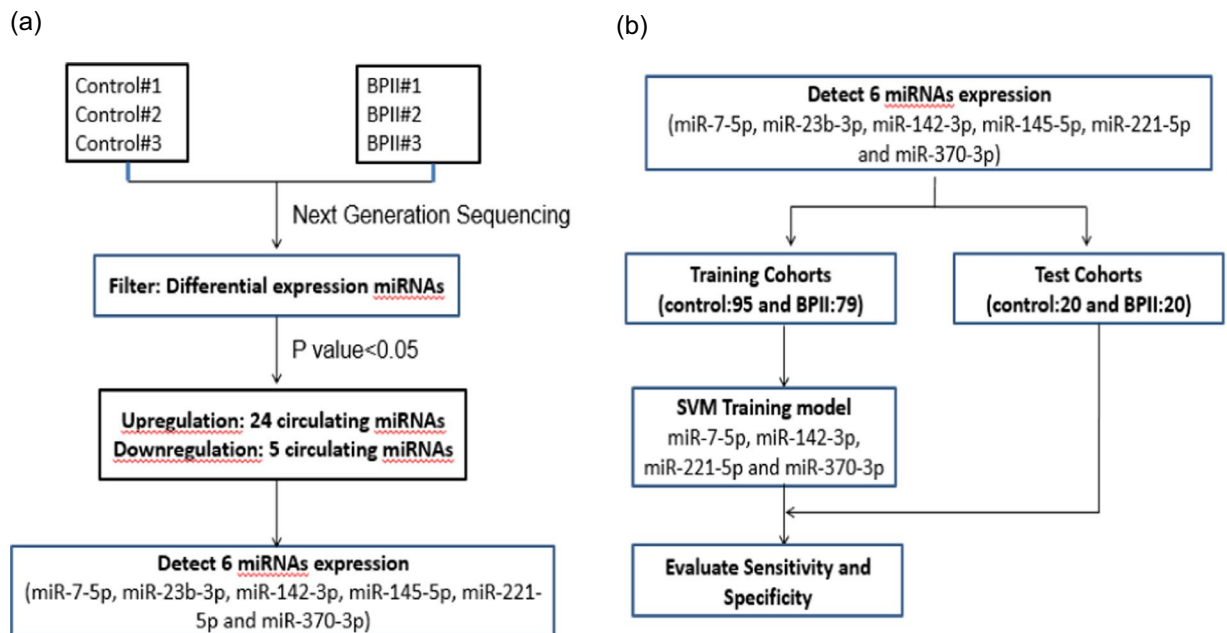 (a)
Control#1
Control#2
Control#3
BPII#1
BPII#2
BPII#3
Next Generation Sequencing
Filter: Differential expression miRNAs
P value<0.05
Upregulation: 24 circulating miRNAs
Downregulation: 5 circulating miRNAs
Detect 6 miRNAs expression
(miR-7-5p, miR-23b-3p, miR-142-3p, miR-145-5p, miR-221-
5p and miR-370-3p)
(b)
Detect 6 miRNAs expression
(miR-7-5p, miR-23b-3p, miR-142-3p, miR-145-5p, miR-221-5p
and miR-370-3p)
Training Cohorts
(control:95 and BPII:79)
Test Cohorts
(control:20 and BPII:20)
SVM Training model
miR-7-5p, miR-142-3p,
miR-221-5p and miR-370-3p
Evaluate Sensitivity and
Specificity